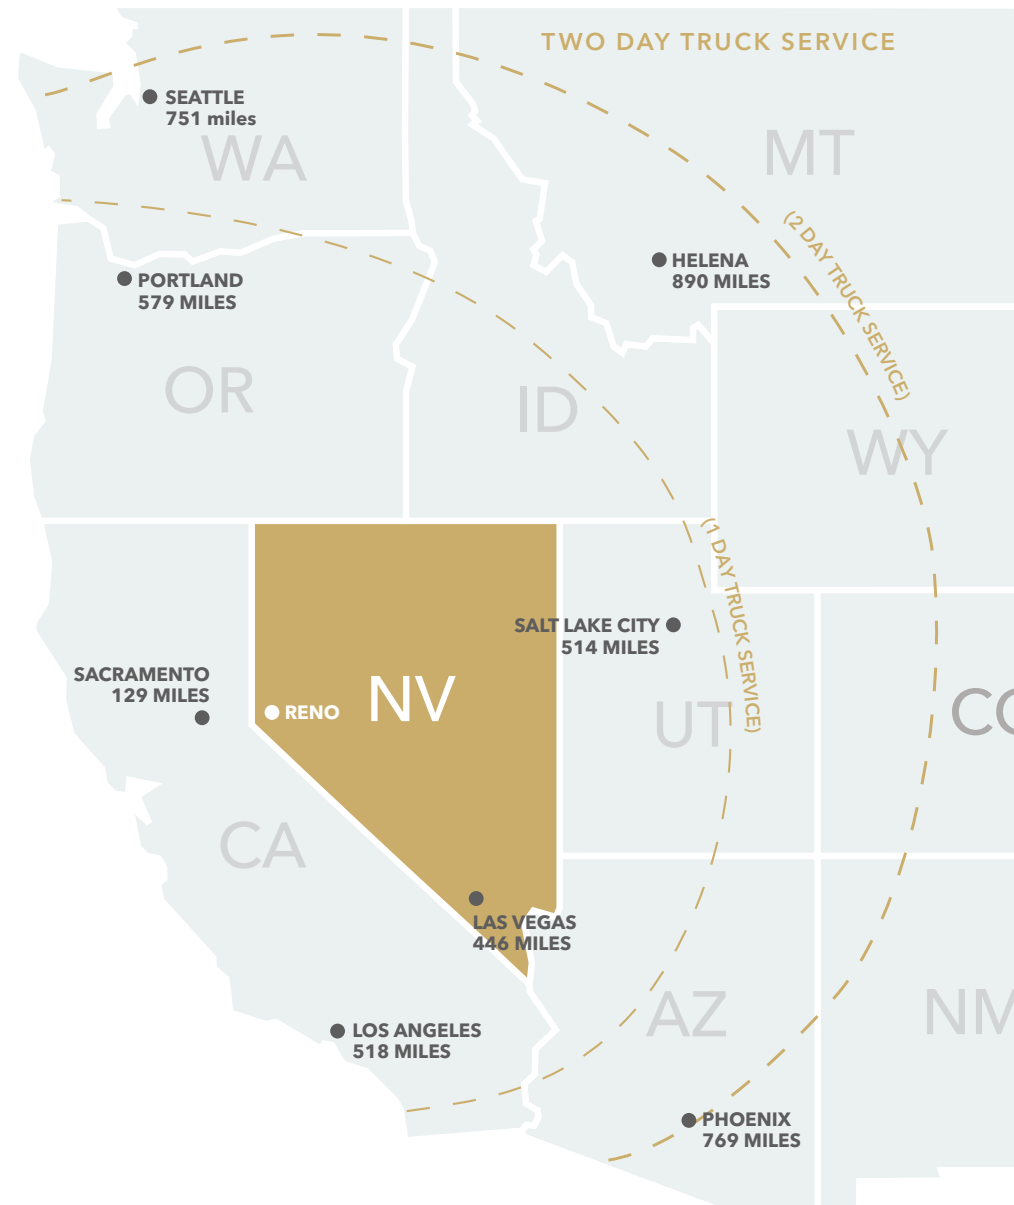 TWO DAY TRUCK SERVICE
SEATTLE
751 miles
WA
MT
(2 DAY TRUCK SERVICE)
HELENA
890 MILES
PORTLAND
579 MILES
OR
ID
WY
(1 DAY TRUCK SERVICE)
SALT LAKE CITY
514 MILES
SACRAMENTO
129 MILES
RENO
NV
UT
CO
CA
LAS VEGAS
446 MILES
AZ
NM
LOS ANGELES
518 MILES
PHOENIX
769 MILES